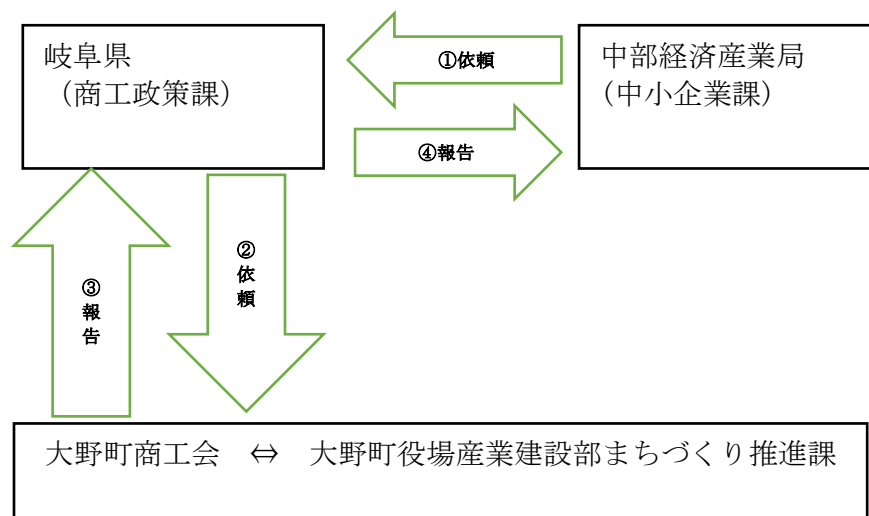 岐阜県
（商工政策課）
①依頼
中部経済産業局
（中小企業課）
④報告
②依頼
③報告
大野町商工会　⇔　大野町役場産業建設部まちづくり推進課